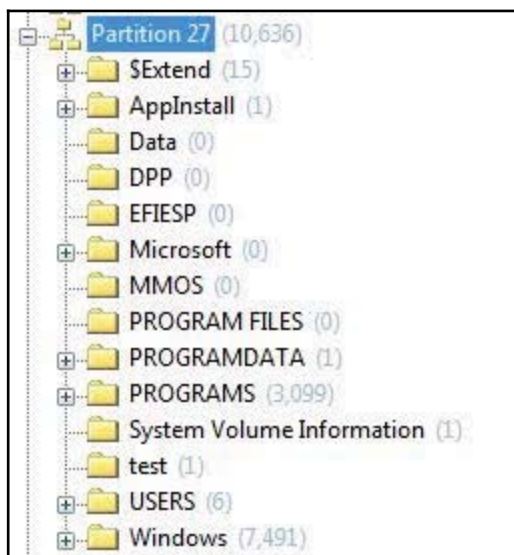 Partition 27 (10,636)
$Extend (15)
AppInstall (1)
Data (0)
DPP (0)
EFIESP (0)
Microsoft (0)
MMOS (0)
PROGRAM FILES (0)
PROGRAMDATA (1)
PROGRAMS (3,099)
System Volume Information (1)
test (1)
USERS (6)
Windows (7,491)